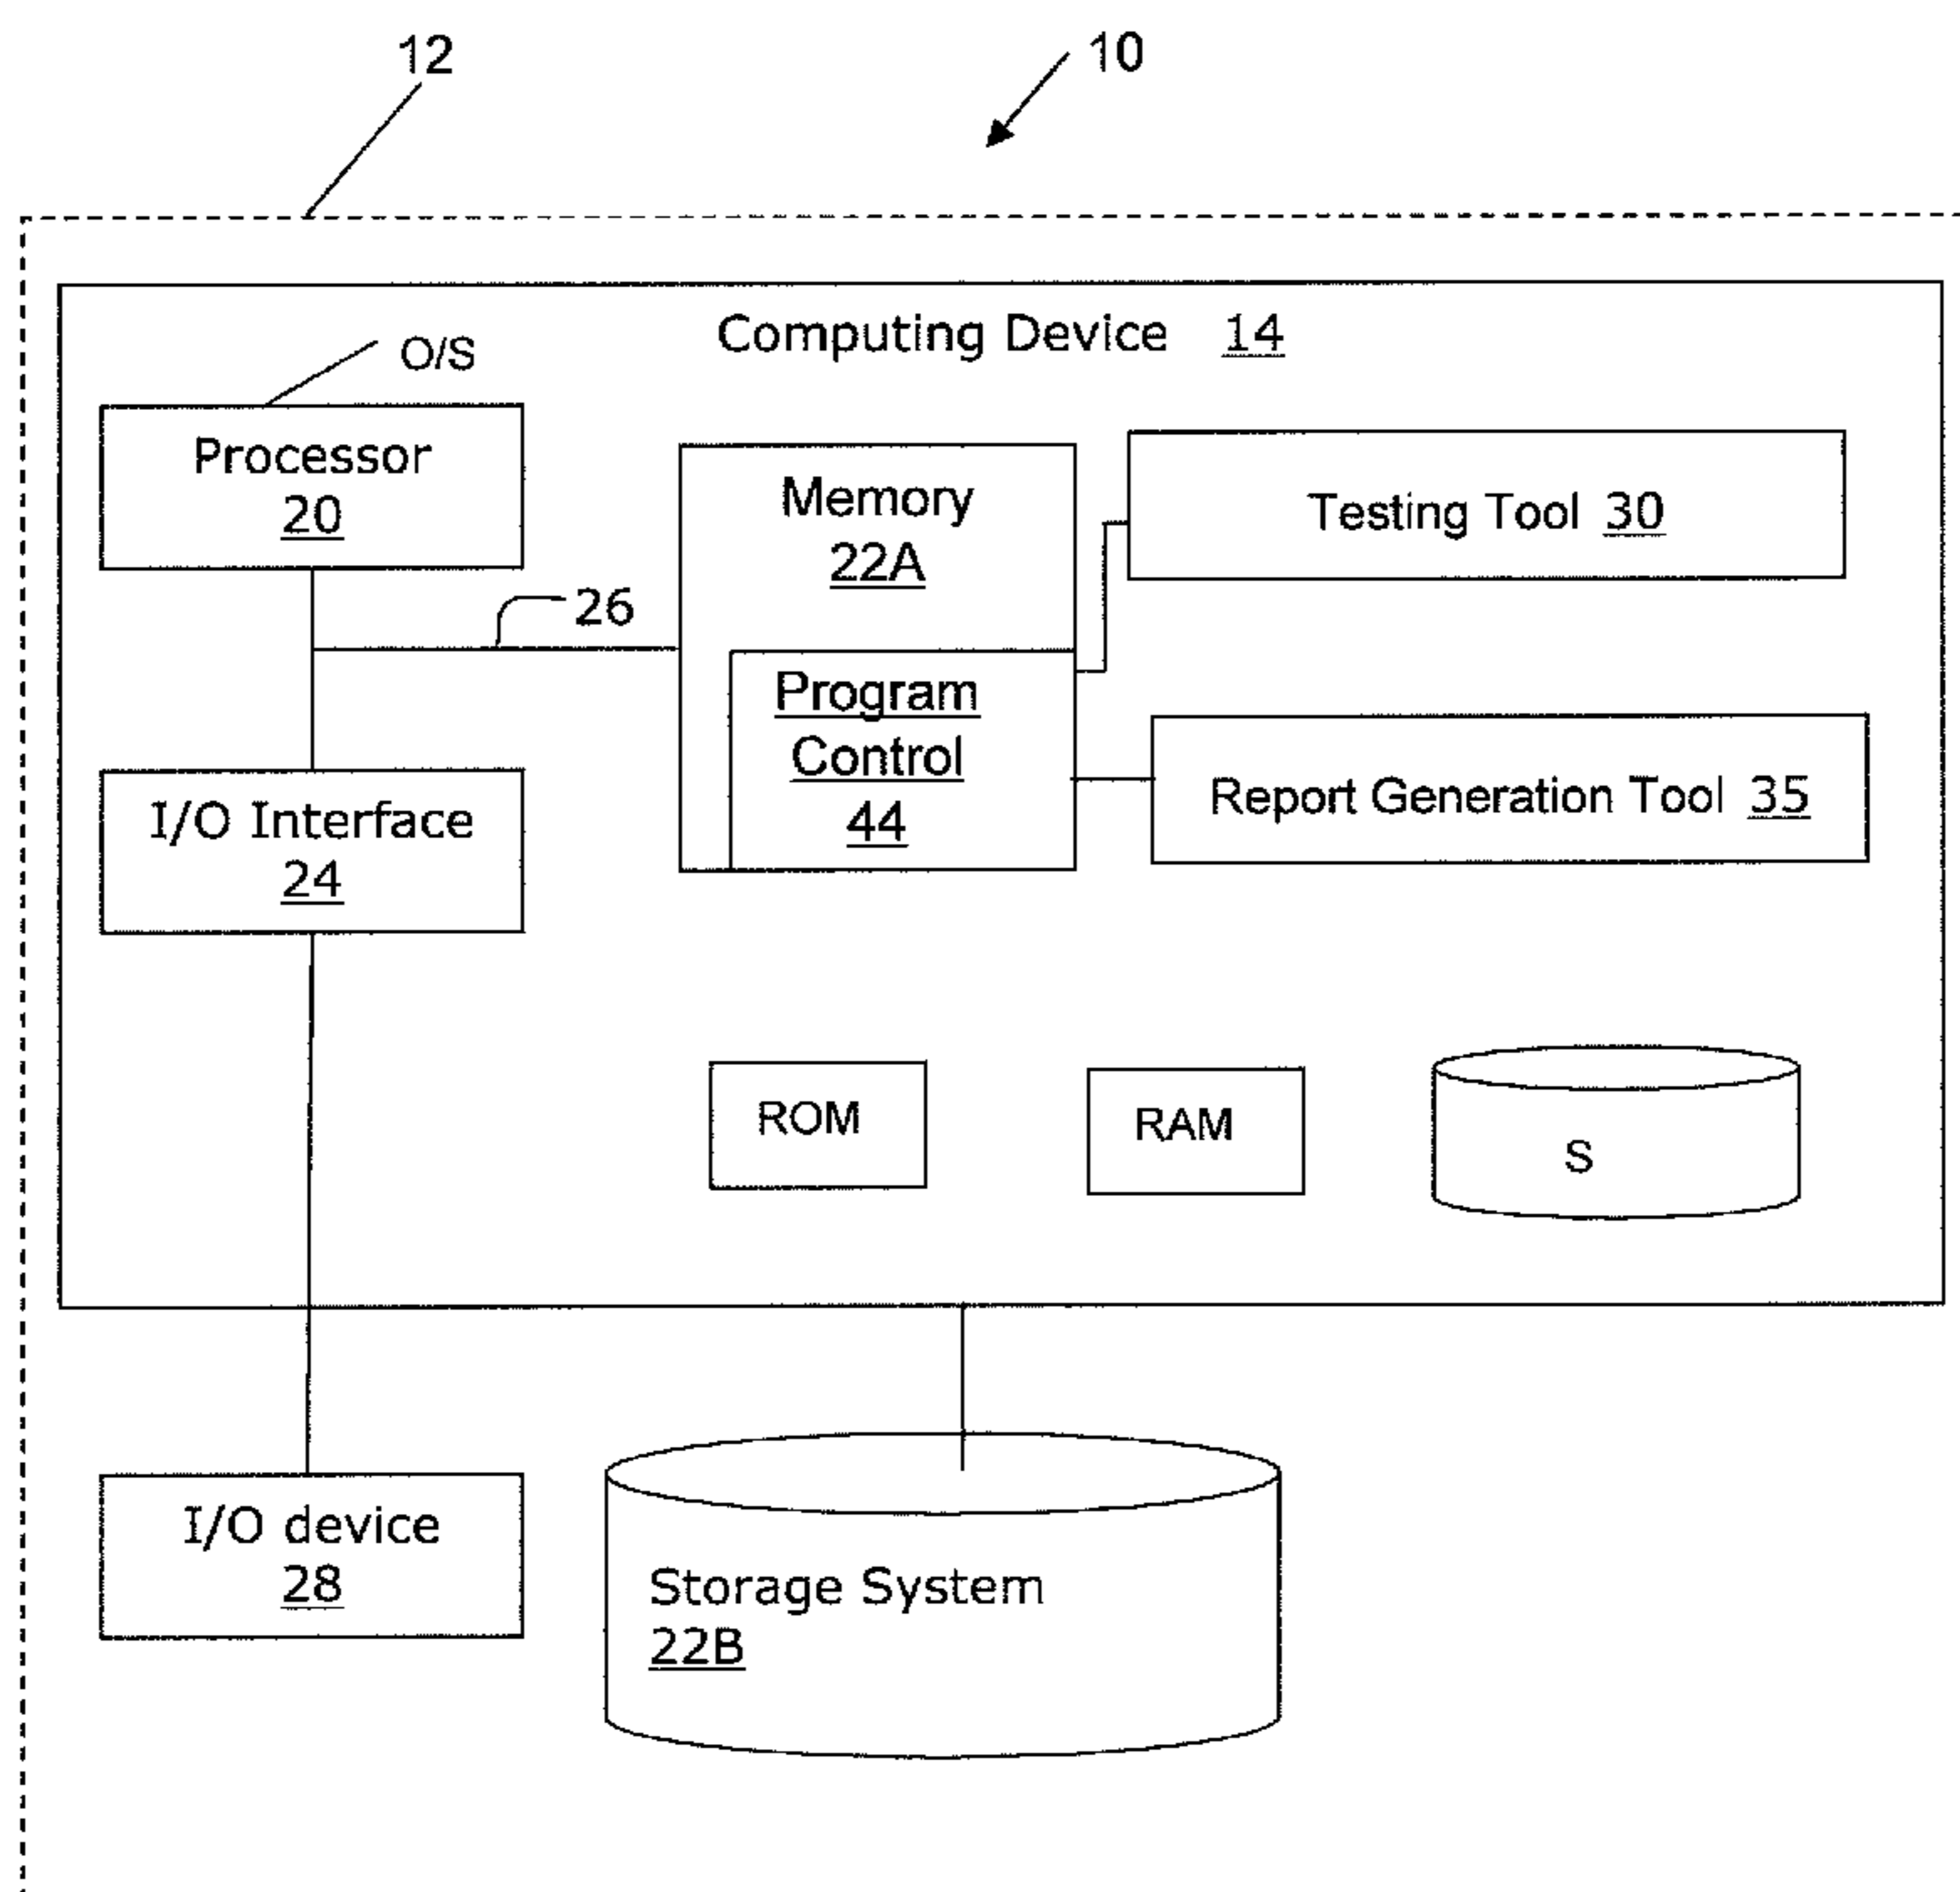 12
10
Computing Device 14
O/S
Processor
20
Memory
22A
Testing Tool 30
26
Program
Control
44
I/O Interface
24
Report Generation Tool 35
ROM
RAM
S
I/O device
28
Storage System
22B